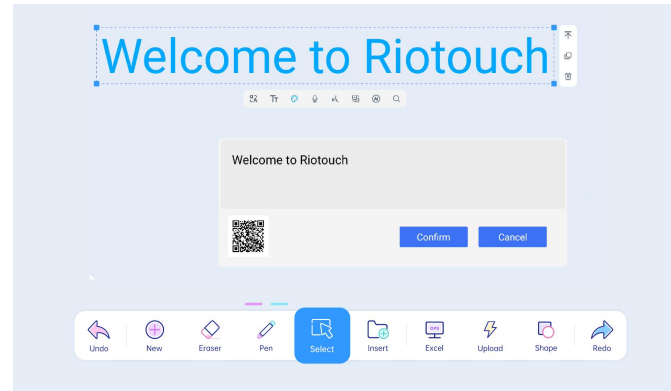 Welcome to Riotouch
Welcome to Riotouch
Confirm Cancel
Undo New Eraser Pen Select Insert Excel Upload Shape Redo